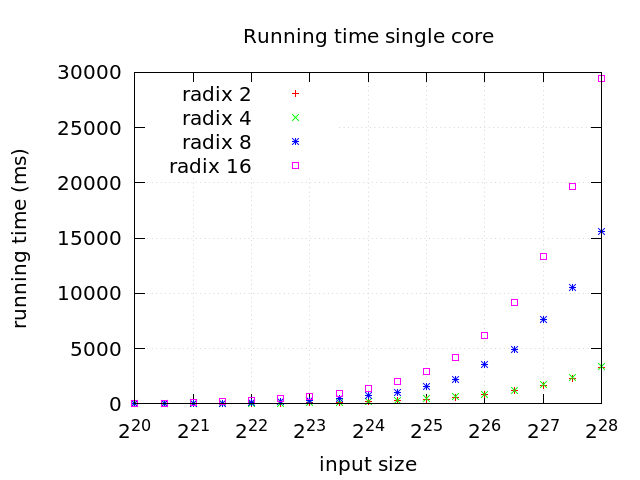 Running time single core
30000
25000
20000
15000
10000
5000
0
running time (ms)
radix 2
radix 4
radix 8
radix 16
2^20 2^21 2^22 2^23 2^24 2^25 2^26 2^27 2^28
input size